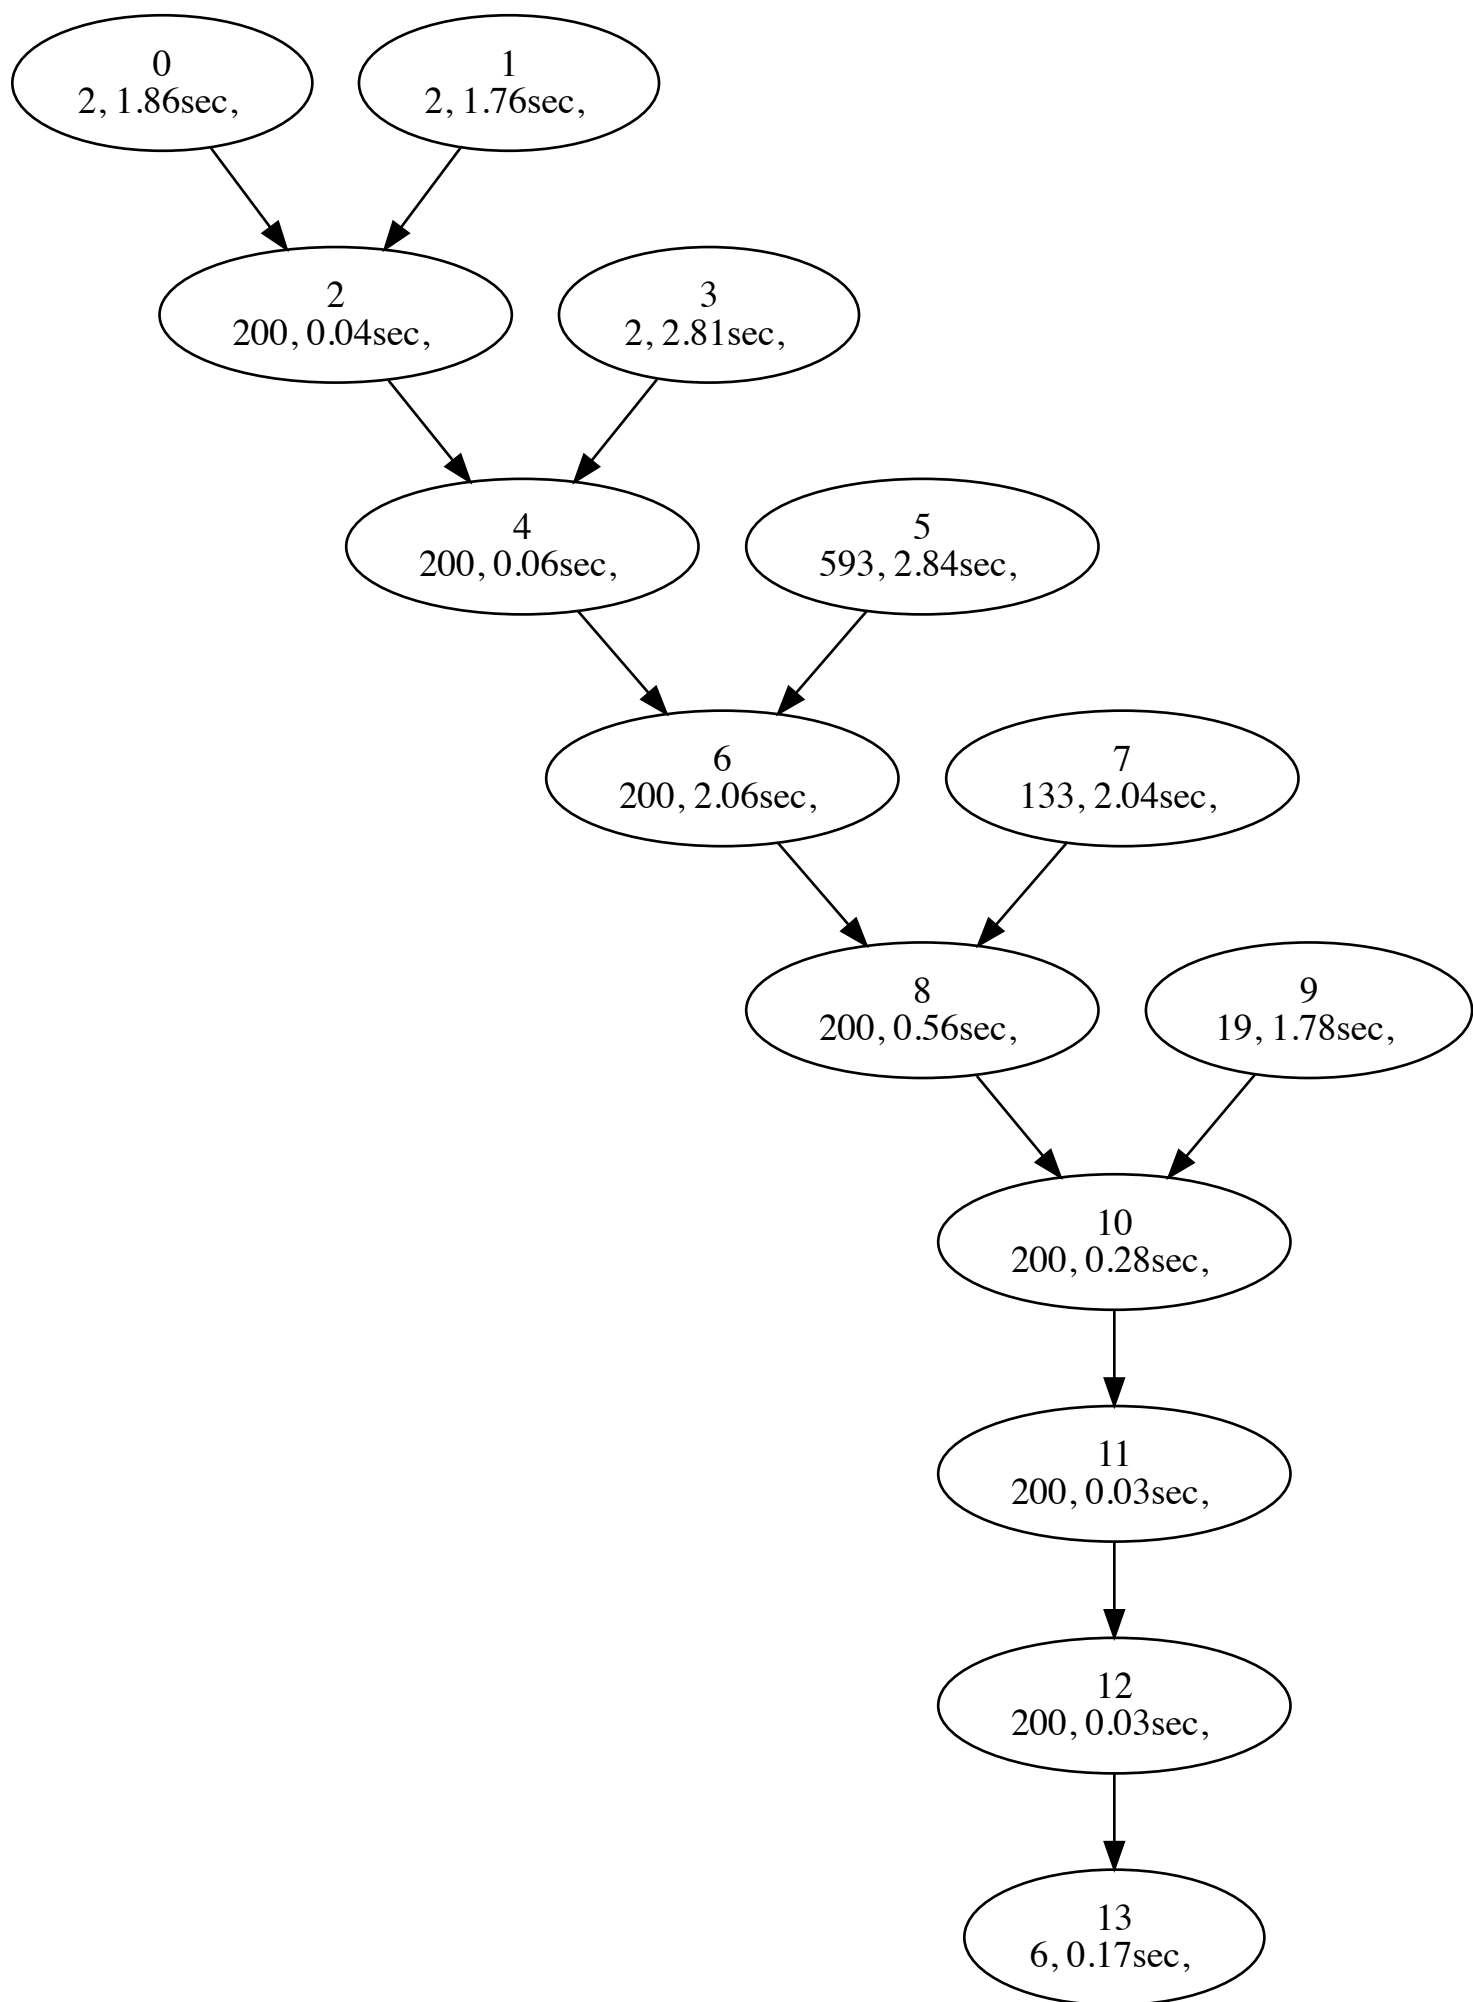 0
2, 1.86sec,
1
2, 1.76sec,
2
200, 0.04sec,
3
2, 2.81sec,
4
200, 0.06sec,
5
593, 2.84sec,
6
200, 2.06sec,
7
133, 2.04sec,
8
200, 0.56sec,
9
19, 1.78sec,
10
200, 0.28sec,
11
200, 0.03sec,
12
200, 0.03sec,
13
6, 0.17sec,